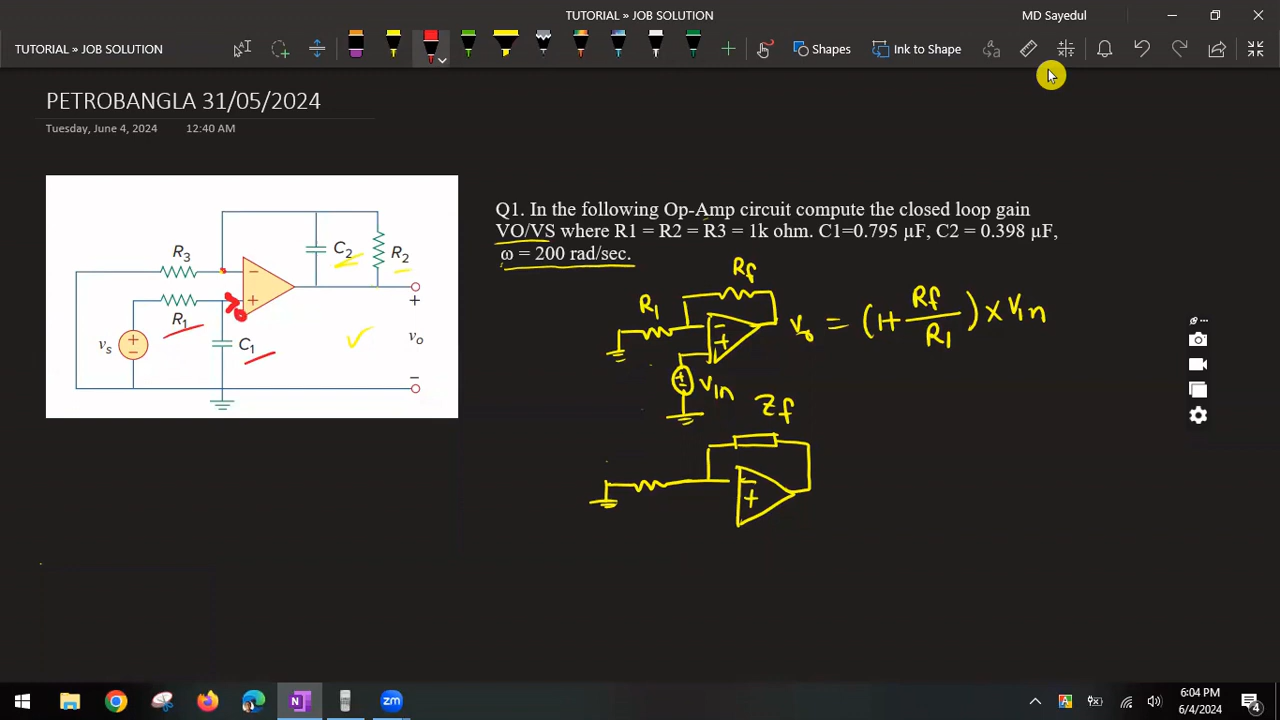 TUTORIAL » JOB SOLUTION
MD Sayedul
TUTORIAL » JOB SOLUTION
Shapes
Ink to Shape
PETROBANGLA 31/05/2024
Tuesday, June 4, 2024 12:40 AM
Q1. In the following Op-Amp circuit compute the closed loop gain
VO/VS where R1 = R2 = R3 = 1k ohm. C1=0.795 µF, C2 = 0.398 µF,
ω = 200 rad/sec.
R3
R1
C2
R2
vs
C1
+
vo
−
−
+
+
−
Rf
R1
−
+
Vo = (1+ Rf/R1) × Vin
+
−
Vin
Zf
−
+
6:04 PM
6/4/2024
4